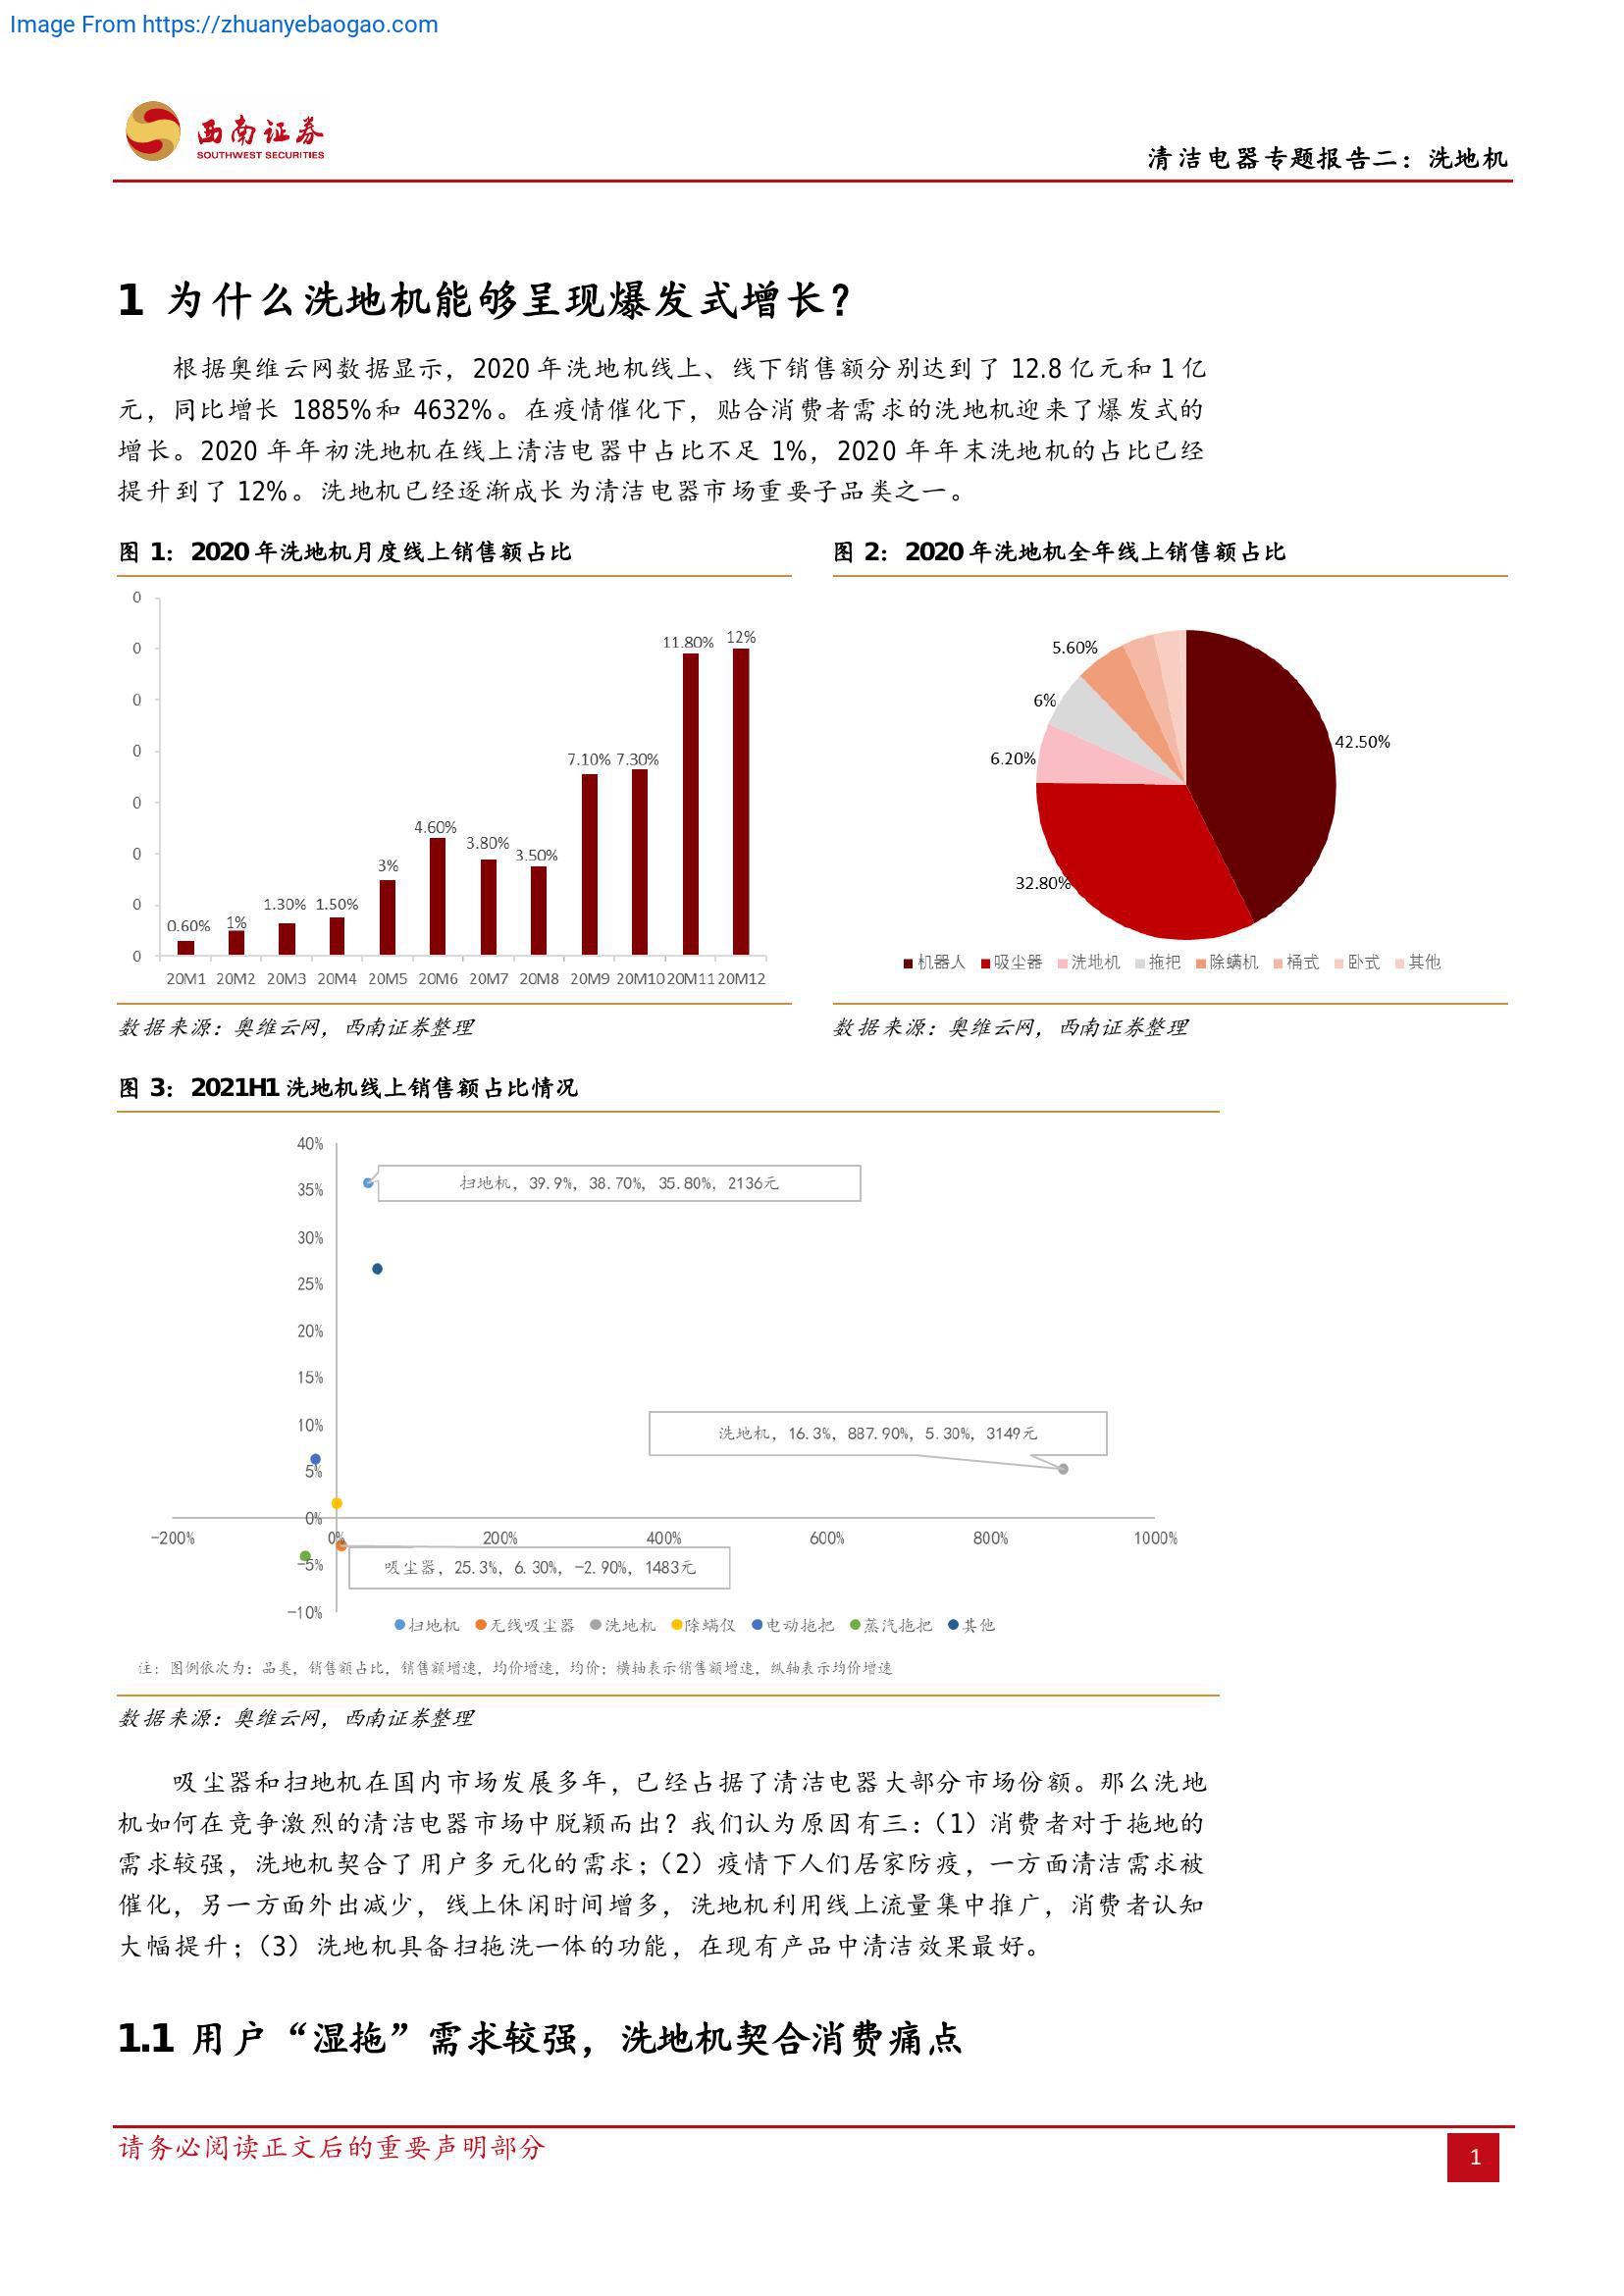 Image From https://zhuanyebaogao.com
西南证券
SOUTHWEST SECURITIES
清洁电器专题报告二：洗地机
1 为什么洗地机能够呈现爆发式增长？
根据奥维云网数据显示，2020 年洗地机线上、线下销售额分别达到了 12.8 亿元和 1 亿
元，同比增长 1885%和 4632%。在疫情催化下，贴合消费者需求的洗地机迎来了爆发式的
增长。2020 年年初洗地机在线上清洁电器中占比不足 1%，2020 年年末洗地机的占比已经
提升到了 12%。洗地机已经逐渐成长为清洁电器市场重要子品类之一。
图 1：2020 年洗地机月度线上销售额占比
0
0
0
0
0
0
0
0
0.60%
1%
1.30%
1.50%
3%
4.60%
3.80%
3.50%
7.10%
7.30%
11.80%
12%
20M1 20M2 20M3 20M4 20M5 20M6 20M7 20M8 20M9 20M10 20M11 20M12
数据来源：奥维云网，西南证券整理
图 2：2020 年洗地机全年线上销售额占比
5.60%
6%
6.20%
42.50%
32.80%
机器人 吸尘器 洗地机 拖把 除螨机 桶式 卧式 其他
数据来源：奥维云网，西南证券整理
图 3：2021H1 洗地机线上销售额占比情况
40%
35%
30%
25%
20%
15%
10%
5%
0%
-5%
-10%
扫地机, 39.9%, 38.70%, 35.80%, 2136元
洗地机, 16.3%, 887.90%, 5.30%, 3149元
-200% 0% 200% 400% 600% 800% 1000%
吸尘器, 25.3%, 6.30%, -2.90%, 1483元
扫地机 无线吸尘器 洗地机 除螨仪 电动拖把 蒸汽拖把 其他
注：图例依次为：品类，销售额占比，销售额增速，均价增速，均价；横轴表示销售额增速，纵轴表示均价增速
数据来源：奥维云网，西南证券整理
吸尘器和扫地机在国内市场发展多年，已经占据了清洁电器大部分市场份额。那么洗地
机如何在竞争激烈的清洁电器市场中脱颖而出？我们认为原因有三：（1）消费者对于拖地的
需求较强，洗地机契合了用户多元化的需求；（2）疫情下人们居家防疫，一方面清洁需求被
催化，另一方面外出减少，线上休闲时间增多，洗地机利用线上流量集中推广，消费者认知
大幅提升；（3）洗地机具备扫拖洗一体的功能，在现有产品中清洁效果最好。
1.1 用户“湿拖”需求较强，洗地机契合消费痛点
请务必阅读正文后的重要声明部分
1